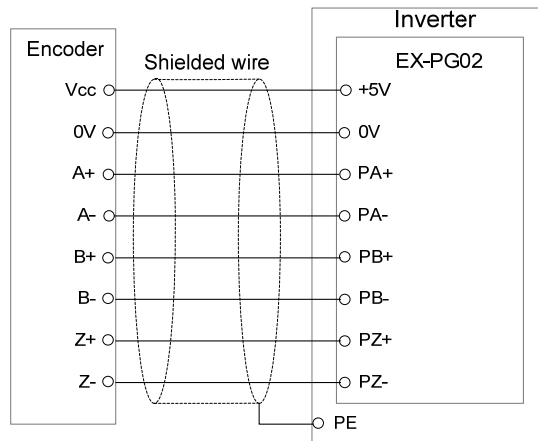 Inverter
Encoder
Shielded wire
EX-PG02
Vcc +5V
0V 0V
A+ PA+
A- PA-
B+ PB+
B- PB-
Z+ PZ+
Z- PZ-
PE